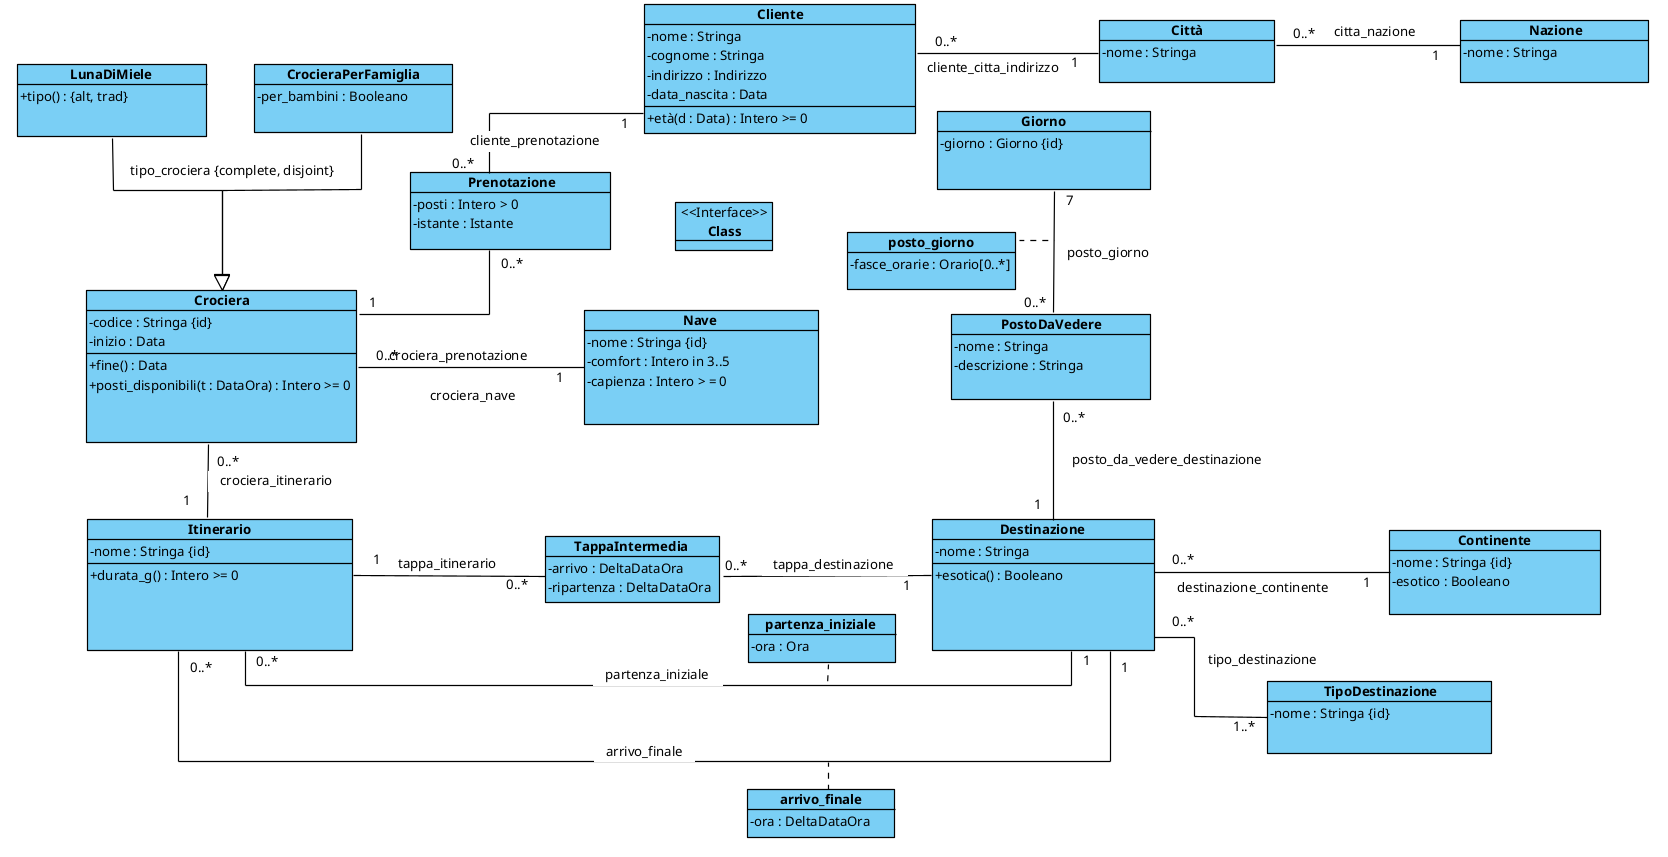 Cliente
-nome : Stringa
-cognome : Stringa
-indirizzo : Indirizzo
-data_nascita : Data
+età(d : Data) : Intero >= 0
0..*
cliente_citta_indirizzo
1
Città
-nome : Stringa
0..*
citta_nazione
1
Nazione
-nome : Stringa
LunaDiMiele
+tipo() : {alt, trad}
CrocieraPerFamiglia
-per_bambini : Booleano
tipo_crociera {complete, disjoint}
1
cliente_prenotazione
0..*
Prenotazione
-posti : Intero > 0
-istante : Istante
0..*
1
<<Interface>>
Class
Giorno
-giorno : Giorno {id}
7
posto_giorno
-fasce_orarie : Orario[0..*]
posto_giorno
0..*
Crociera
-codice : Stringa {id}
-inizio : Data
+fine() : Data
+posti_disponibili(t : DataOra) : Intero >= 0
0..*
crociera_prenotazione
1
crociera_nave
Nave
-nome : Stringa {id}
-comfort : Intero in 3..5
-capienza : Intero > = 0
PostoDaVedere
-nome : Stringa
-descrizione : Stringa
0..*
posto_da_vedere_destinazione
1
0..*
crociera_itinerario
1
Itinerario
-nome : Stringa {id}
+durata_g() : Intero >= 0
1
tappa_itinerario
0..*
TappaIntermedia
-arrivo : DeltaDataOra
-ripartenza : DeltaDataOra
0..*
tappa_destinazione
1
Destinazione
-nome : Stringa
+esotica() : Booleano
0..*
destinazione_continente
1
Continente
-nome : Stringa {id}
-esotico : Booleano
0..*
tipo_destinazione
1..*
TipoDestinazione
-nome : Stringa {id}
partenza_iniziale
-ora : Ora
0..*
0..*
partenza_iniziale
1
1
arrivo_finale
arrivo_finale
-ora : DeltaDataOra